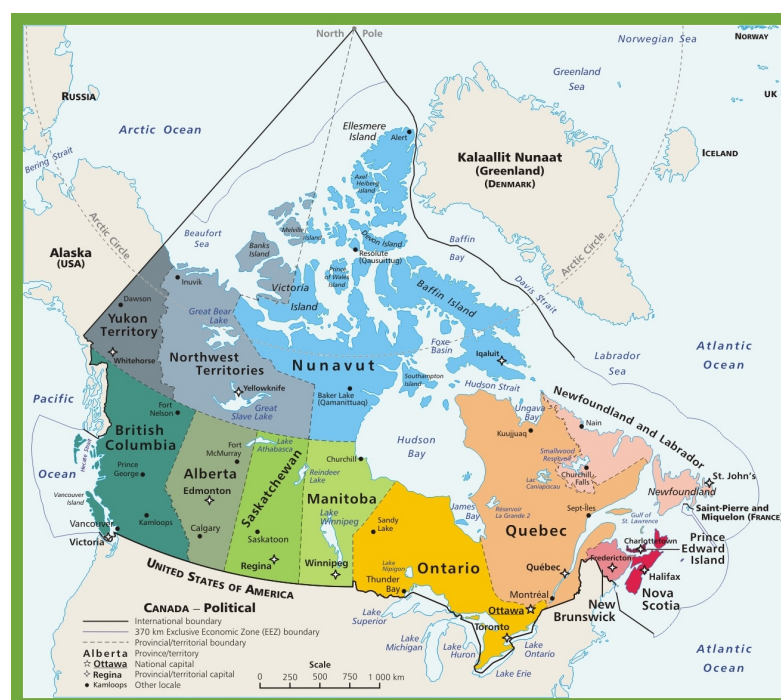 North Pole
Norwegian Sea
NORWAY
Greenland
Sea
RUSSIA
UK
Arctic Ocean
Ellesmere
Island
Alert
Kalaallit Nunaat
(Greenland)
(DENMARK)
ICELAND
Bering Strait
Axel
Heiberg
Island
Arctic Circle
Beaufort
Sea
Melville
Island
Devon Island
Baffin
Bay
Arctic Circle
Alaska
(USA)
Banks
Island
Resolute
(Qausuittuq)
Prince
of Wales
Island
Davis Strait
Inuvik
Victoria
Island
Baffin Island
Dawson
Yukon
Territory
Great Bear
Lake
Foxe
Basin
Labrador
Sea
Atlantic
Ocean
Whitehorse
Northwest
Territories
Nunavut
Iqaluit
Southampton
Island
Hudson Strait
Yellowknife
Baker Lake
(Qamanittuaq)
Pacific
Ocean
Fort
Nelson
Great
Slave Lake
Ungava
Bay
Newfoundland and Labrador
British
Columbia
Kuujjuaq
Nain
Hecate Strait
Fort
McMurray
Lake
Athabasca
Hudson
Bay
Smallwood
Reservoir
Prince
George
Alberta
Edmonton
Saskatchewan
Reindeer
Lake
Churchill
Lac
Caniapiscau
Churchill
Falls
St. John's
Vancouver
Island
Manitoba
Newfoundland
Kamloops
Calgary
Lake
Winnipeg
Sandy
Lake
James
Bay
Réservoir
La Grande 2
Sept-Îles
Gulf of
St. Lawrence
Saint-Pierre and
Miquelon (FRANCE)
Vancouver
Victoria
Saskatoon
Quebec
Charlottetown
Prince
Edward
Island
Regina
Winnipeg
Lake
Nipigon
Ontario
Québec
Fredericton
Halifax
UNITED STATES OF AMERICA
Thunder
Bay
Montréal
New
Brunswick
Nova
Scotia
Ottawa
Lake
Superior
Toronto
Lake
Michigan
Lake
Huron
Lake
Ontario
Lake Erie
Atlantic
Ocean
CANADA – Political
International boundary
370 km Exclusive Economic Zone (EEZ) boundary
Provincial/territorial boundary
Alberta Province/territory
Ottawa National capital
Regina Provincial/territorial capital
Kamloops Other locale
Scale
0 250 500 750 1 000 km